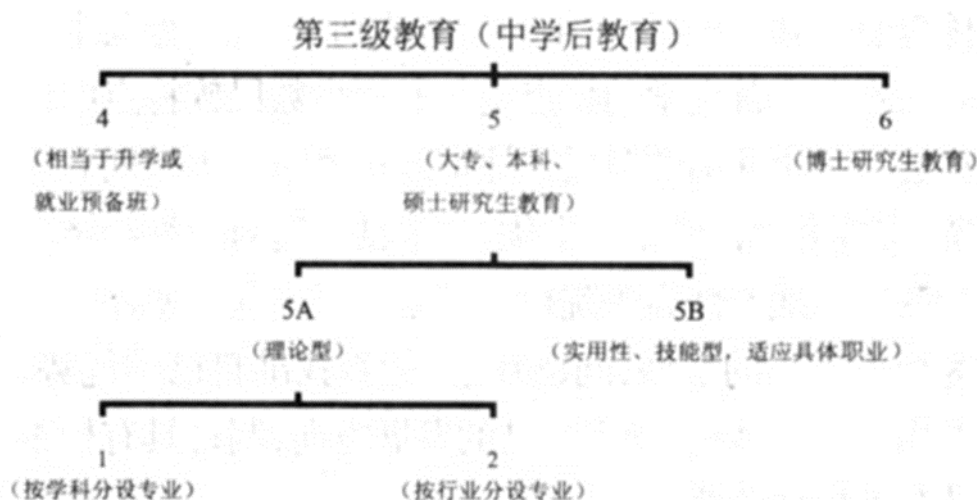 第三级教育（中学后教育）
4
5
6
（相当于升学或
就业预备班）
（大专、本科、
硕士研究生教育）
（博士研究生教育）
5A
5B
（理论型）
（实用性、技能型，适应具体职业）
1
2
（按学科分设专业）
（按行业分设专业）